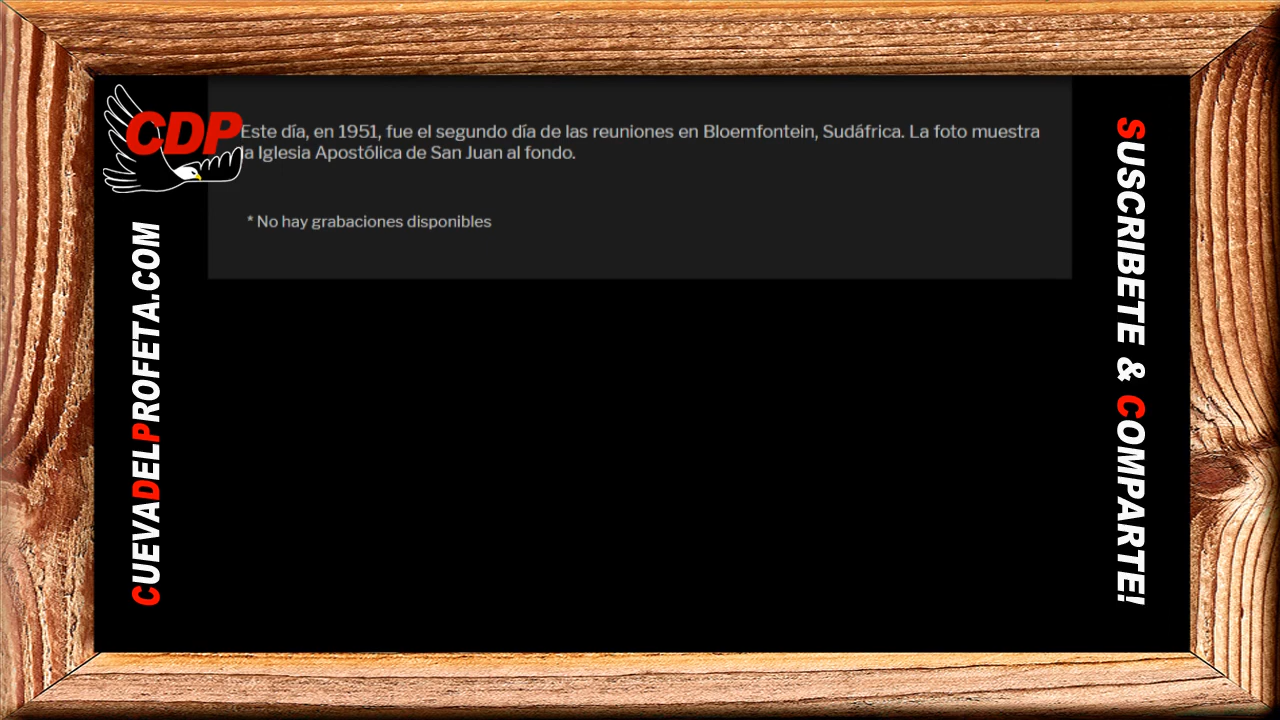 CDP
Este día, en 1951, fue el segundo día de las reuniones en Bloemfontein, Sudáfrica. La foto muestra
la Iglesia Apostólica de San Juan al fondo.
* No hay grabaciones disponibles
CUEVADELPROFETA.COM
SUSCRIBETE & COMPARTE!